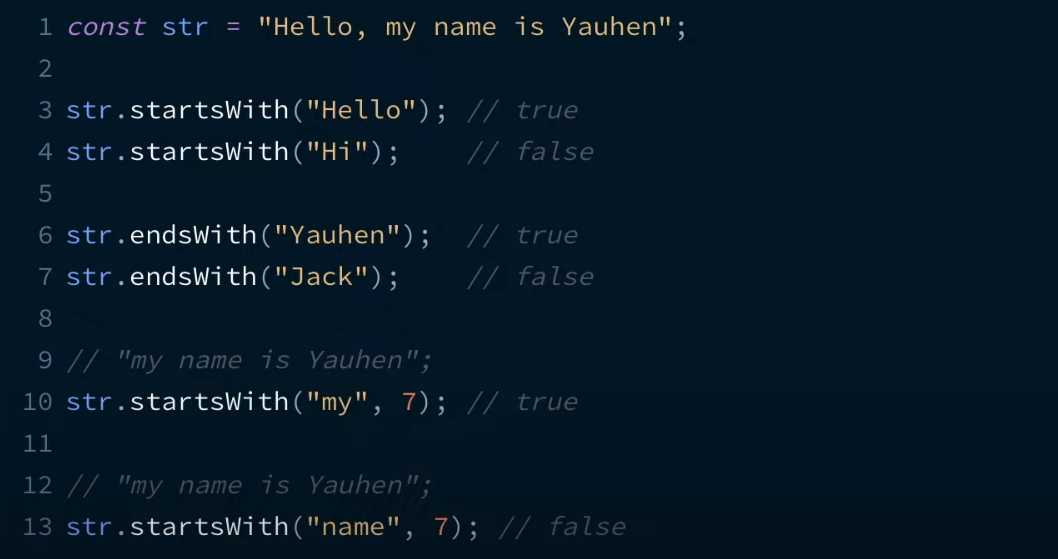 1 const str = "Hello, my name is Yauhen";
2
3 str.startsWith("Hello"); // true
4 str.startsWith("Hi");    // false
5
6 str.endsWith("Yauhen");  // true
7 str.endsWith("Jack");    // false
8
9 // "my name is Yauhen";
10 str.startsWith("my", 7); // true
11
12 // "my name is Yauhen";
13 str.startsWith("name", 7); // false